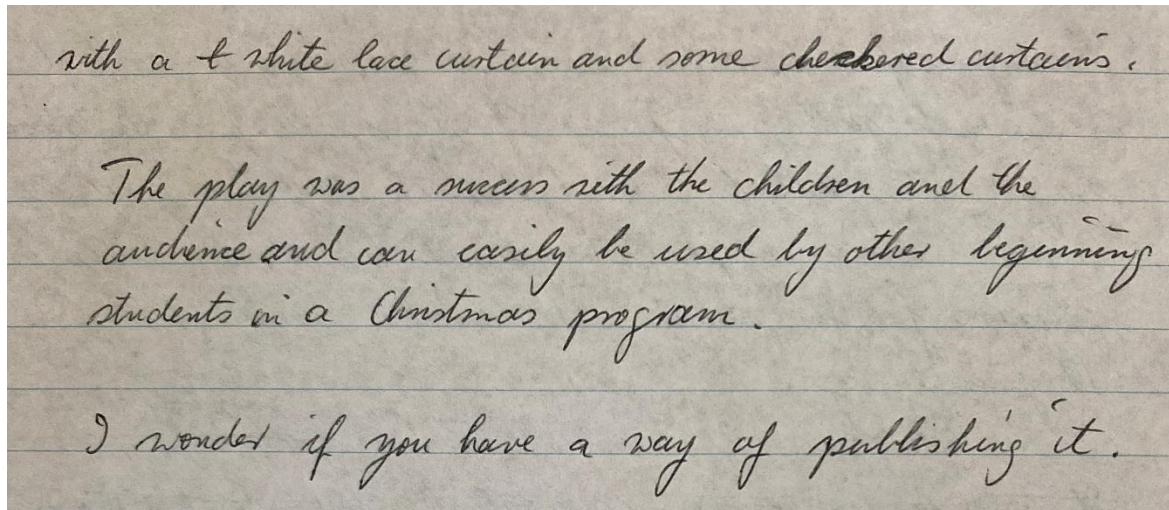 with a t white lace curtain and some checkered curtains.
The play was a success with the children and the
audience and can easily be used by other beginning
students in a Christmas program.
I wonder if you have a way of publishing it.